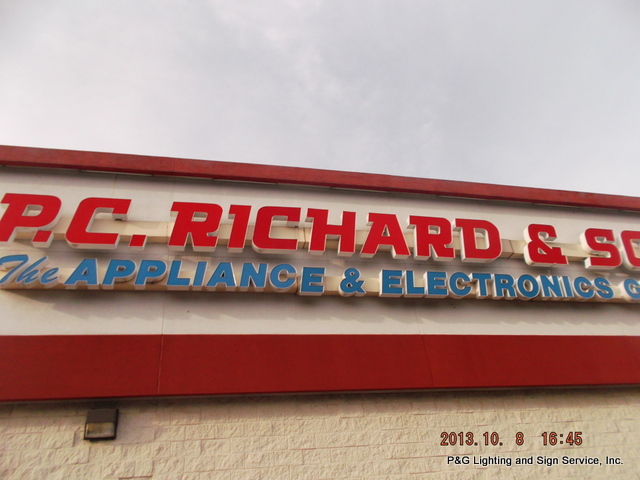 P.C. RICHARD & SO
The APPLIANCE & ELECTRONICS G
2013.10. 8 16:45
P&G Lighting and Sign Service, Inc.